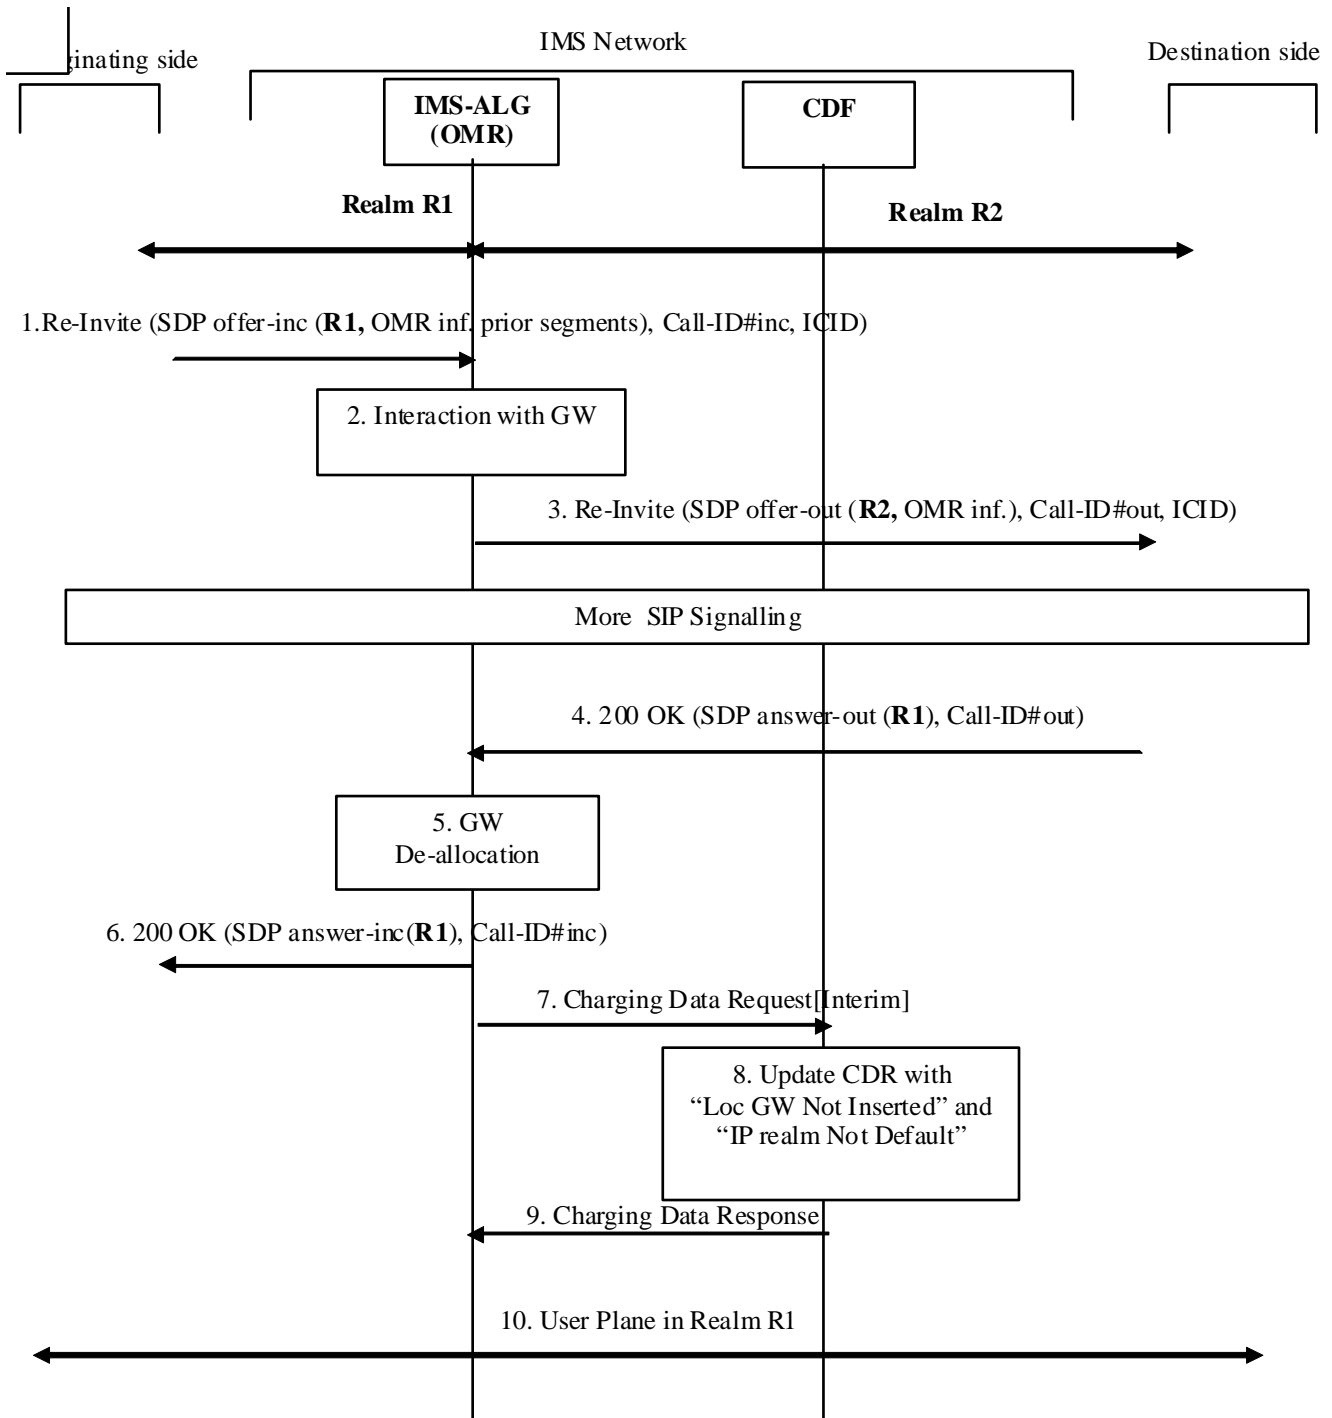 IMS Network
ginating side
Destination side
IMS-ALG
(OMR)
CDF
Realm R1
Realm R2
1.Re-Invite (SDP offer-inc (R1, OMR inf. prior segments), Call-ID#inc, ICID)
2. Interaction with GW
3. Re-Invite (SDP offer-out (R2, OMR inf.), Call-ID#out, ICID)
More SIP Signalling
4. 200 OK (SDP answer-out (R1), Call-ID#out)
5. GW
De-allocation
6. 200 OK (SDP answer-inc(R1), Call-ID#inc)
7. Charging Data Request[Interim]
8. Update CDR with
“Loc GW Not Inserted” and
“IP realm Not Default”
9. Charging Data Response
10. User Plane in Realm R1